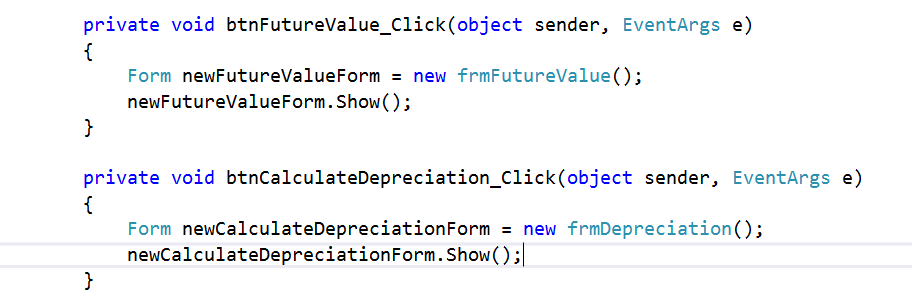 private void btnFutureValue_Click(object sender, EventArgs e)
{
    Form newFutureValueForm = new frmFutureValue();
    newFutureValueForm.Show();
}

private void btnCalculateDepreciation_Click(object sender, EventArgs e)
{
    Form newCalculateDepreciationForm = new frmDepreciation();
    newCalculateDepreciationForm.Show();
}